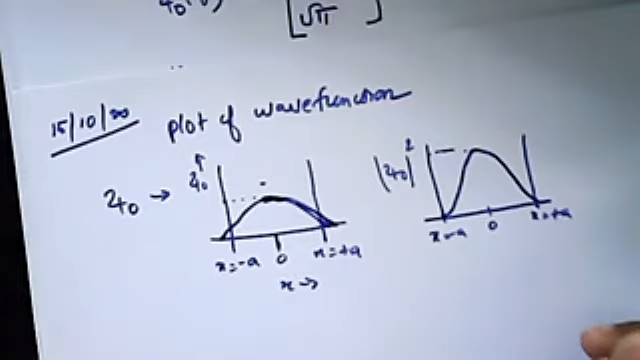 [√π]
15/10/20
plot of wavefunction
ψ0 → ψ0 ↑
x=-a 0 x=+a
x →
|ψ0|²
x=-a 0 x=+a